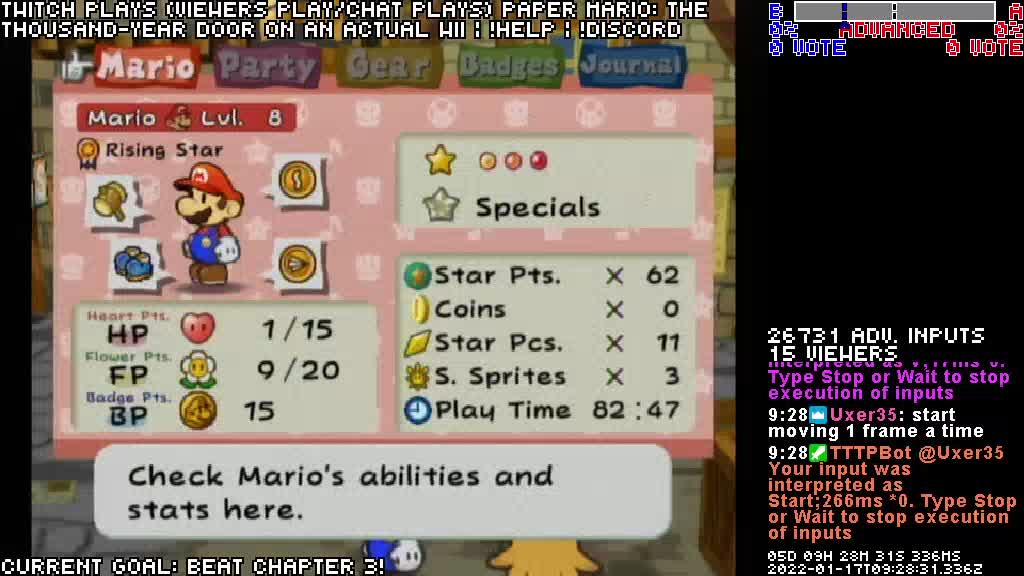 TWITCH PLAYS (VIEWERS PLAY/CHAT PLAYS) PAPER MARIO: THE
THOUSAND-YEAR DOOR ON AN ACTUAL WII | !HELP | !DISCORD
B
A
0%
ADVANCED
0%
0 VOTE
0 VOTE
Mario
Party
Gear
Badges
Journal
Mario Lvl. 8
Rising Star
Specials
Star Pts. × 62
Coins × 0
Star Pcs. × 11
S. Sprites × 3
Play Time 82:47
Heart Pts.
HP 1/15
Flower Pts.
FP 9/20
Badge Pts.
BP 15
Check Mario's abilities and
stats here.
CURRENT GOAL: BEAT CHAPTER 3!
26731 ADV. INPUTS
15 VIEWERS
Type Stop or Wait to stop
execution of inputs
9:28 Uxer35: start
moving 1 frame a time
9:28 TTTPBot @Uxer35
Your input was
interpreted as
Start;266ms *0. Type Stop
or Wait to stop execution
of inputs
05D 09H 28M 31S 336MS
2022-01-17T09:28:31.336Z